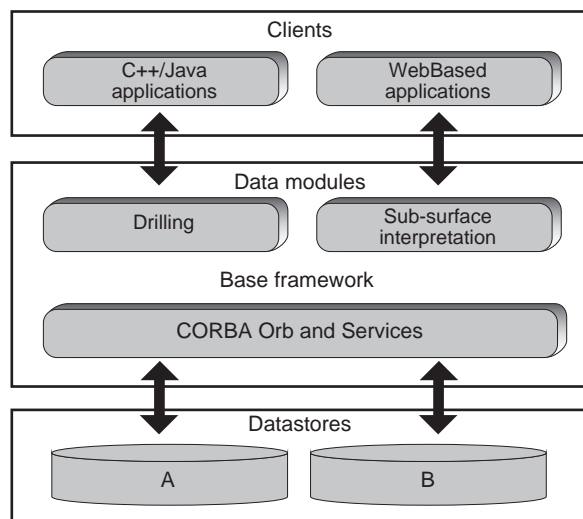 Clients
C++/Java
applications
WebBased
applications
Data modules
Drilling
Sub-surface
interpretation
Base framework
CORBA Orb and Services
Datastores
A
B